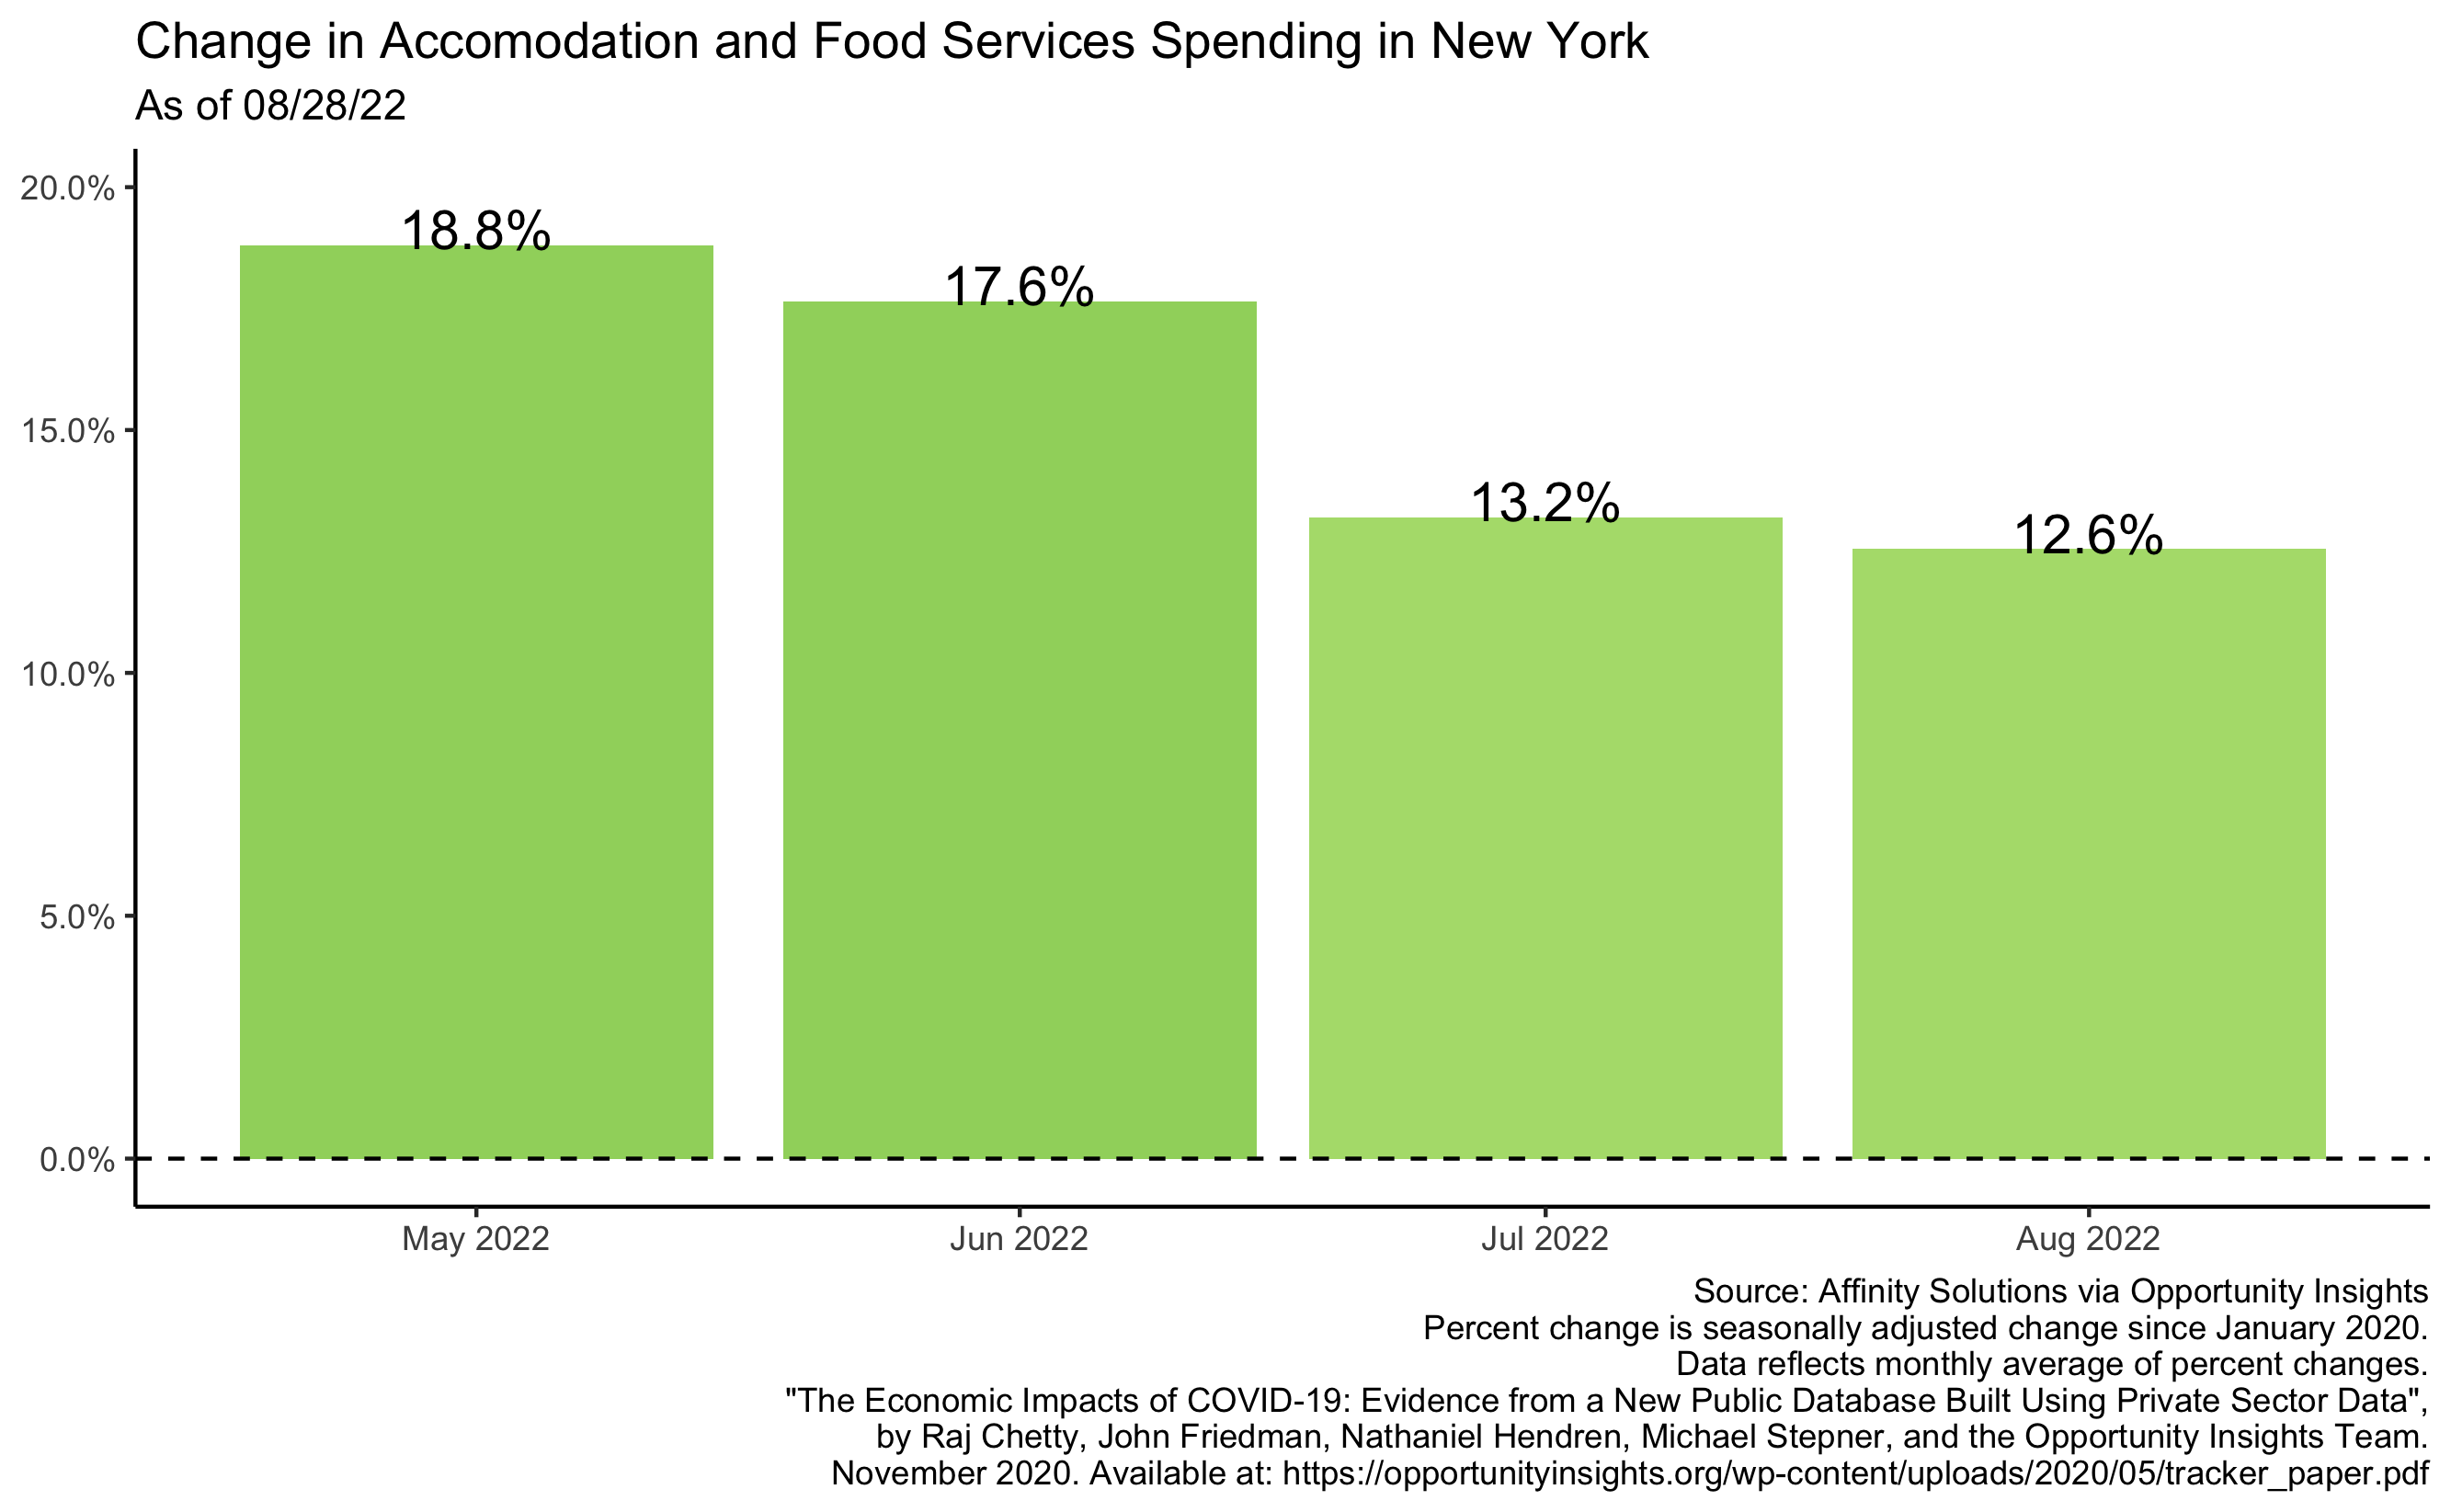 Change in Accomodation and Food Services Spending in New York
As of 08/28/22
20.0%
15.0%
10.0%
5.0%
0.0%
18.8%
17.6%
13.2%
12.6%
May 2022
Jun 2022
Jul 2022
Aug 2022
Source: Affinity Solutions via Opportunity Insights
Percent change is seasonally adjusted change since January 2020.
Data reflects monthly average of percent changes.
"The Economic Impacts of COVID-19: Evidence from a New Public Database Built Using Private Sector Data",
by Raj Chetty, John Friedman, Nathaniel Hendren, Michael Stepner, and the Opportunity Insights Team.
November 2020. Available at: https://opportunityinsights.org/wp-content/uploads/2020/05/tracker_paper.pdf